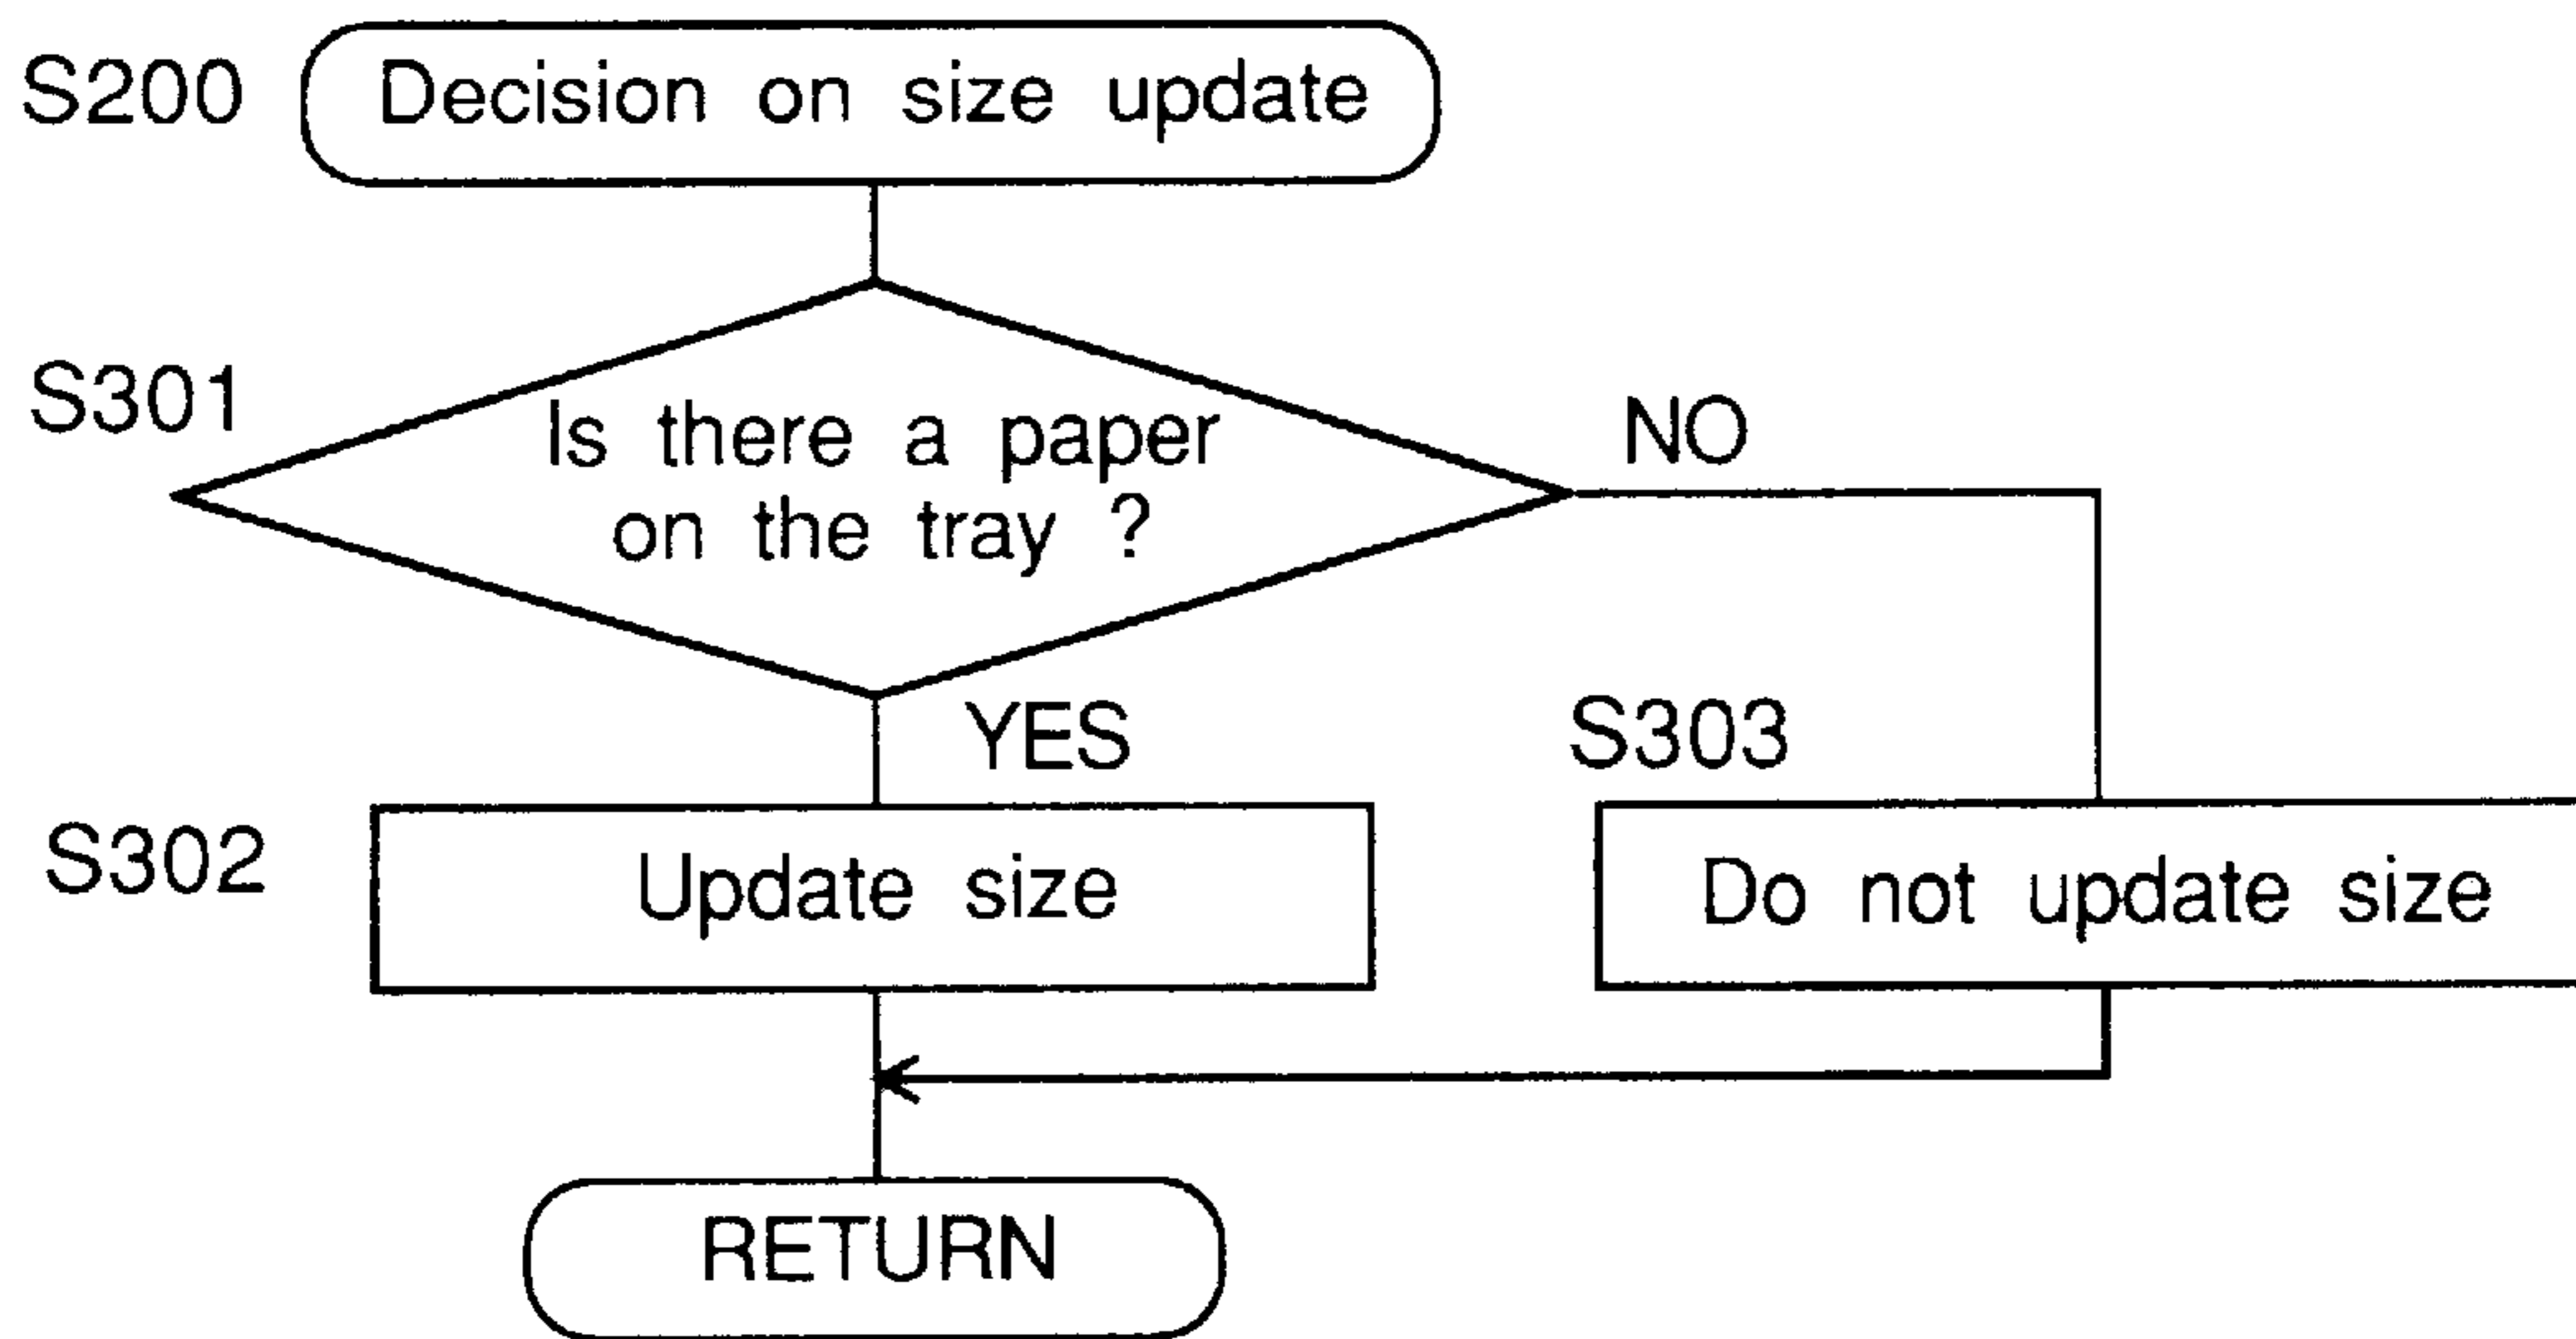 S200 Decision on size update
S301
Is there a paper
on the tray ?
NO
YES
S303
S302
Update size
Do not update size
RETURN